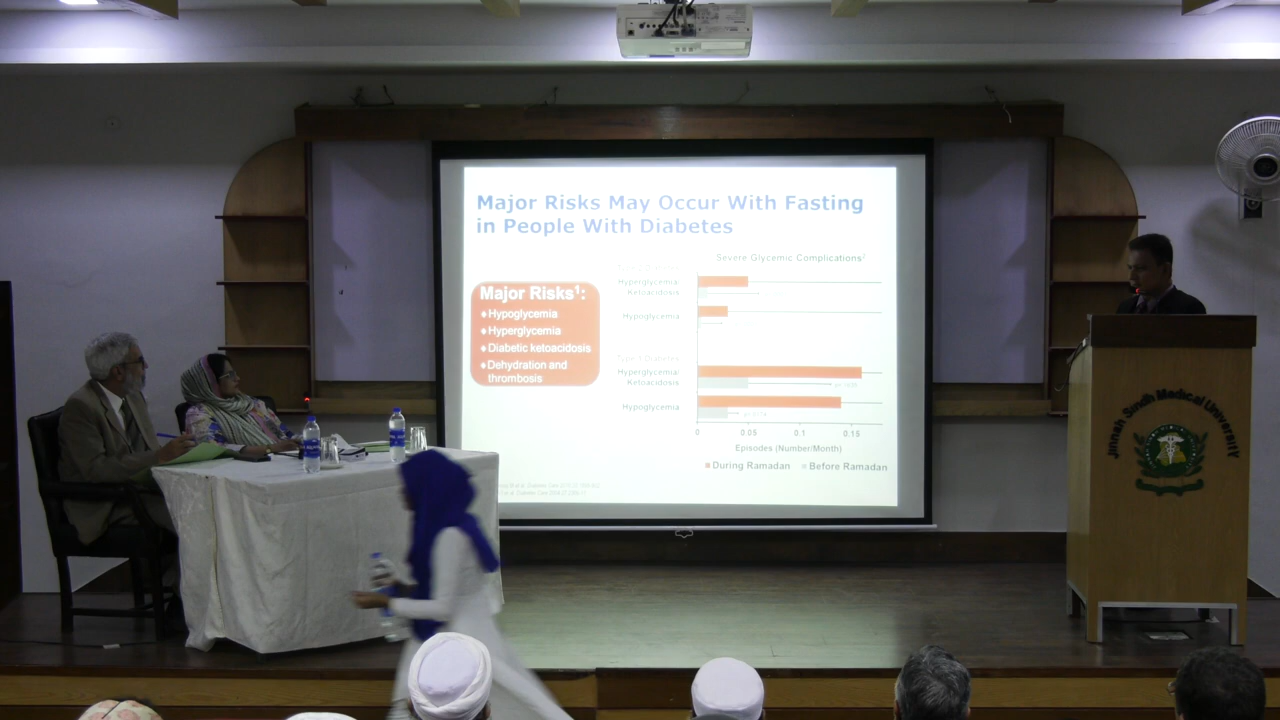 Major Risks May Occur With Fasting
in People With Diabetes
Severe Glycemic Complications²
Major Risks¹:
♦Hypoglycemia
♦Hyperglycemia
♦Diabetic ketoacidosis
♦Dehydration and
thrombosis
Hyperglycemia/
Ketoacidosis
Hypoglycemia
Type 1 Diabetes
Hyperglycemia/
Ketoacidosis
Hypoglycemia
0 0.05 0.1 0.15
Episodes (Number/Month)
During Ramadan Before Ramadan
Jinnah Sindh Medical University